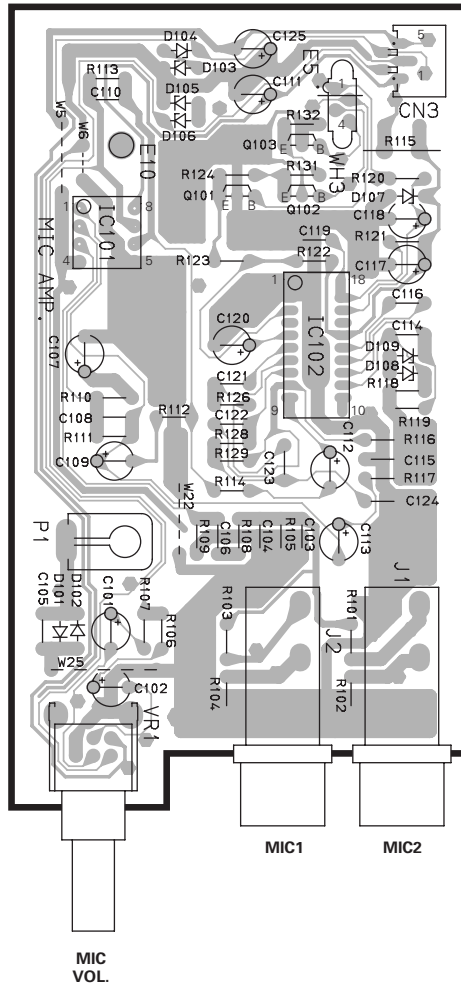 D104
C125
5
R113
D103
E5
C110
D105
C111
1
1
W5
CN3
D106
R132
4
W6
Q103
E
B
R115
E10
WH3
R124
R131
R120
Q101
E
B
E
B
D107
Q102
1
8
C118
IC101
C119
R121
MIC AMP.
4
5
R123
R122
C117
1
18
C116
C120
IC102
C114
C107
D109
D108
C121
R118
R110
R126
C108
R112
C122
9
10
R119
R111
R128
C112
R116
C109
R129
C115
C123
R117
R114
W22
C124
P1
R109
C106
R108
C104
R105
C103
C113
C105
D101
D102
C101
R107
R106
R103
R101
J1
J2
W25
C102
R104
R102
VR1
MIC1
MIC2
MIC
VOL.